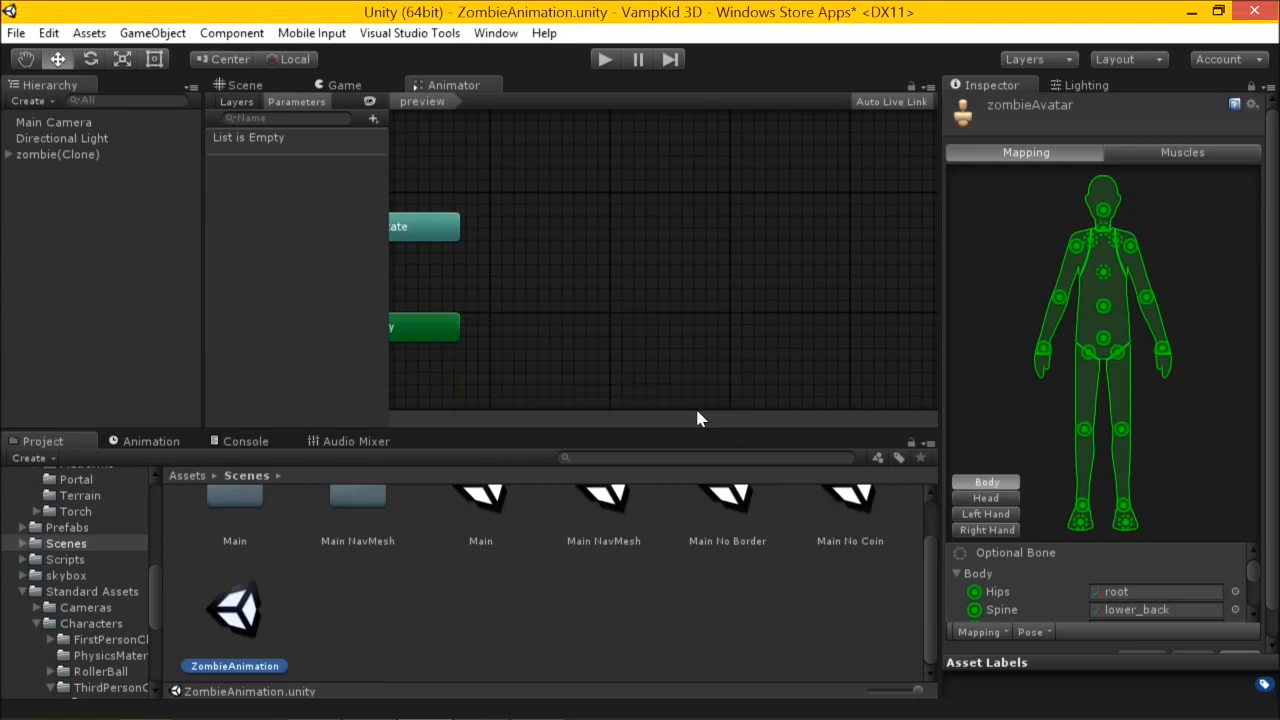 Unity (64bit) - ZombieAnimation.unity - VampKid 3D - Windows Store Apps* <DX11>
File Edit Assets GameObject Component Mobile Input Visual Studio Tools Window Help
Center Local Layers Layout Account
Hierarchy Scene Game Animator Inspector Lighting
Create All Layers Parameters preview Auto Live Link zombieAvatar
Name
Main Camera
Directional Light
zombie(Clone)
List is Empty
Mapping Muscles
Body
Head
Left Hand
Right Hand
Optional Bone
Body
Hips root
Spine lower_back
Mapping Pose
Asset Labels
Project Animation Console Audio Mixer
Create
Assets Scenes
Portal
Terrain
Torch
Prefabs
Scenes
Scripts
skybox
Standard Assets
Cameras
Characters
FirstPersonCl
PhysicsMater
RollerBall
ThirdPersonC
Main Main NavMesh Main Main NavMesh Main No Border Main No Coin
ZombieAnimation
ZombieAnimation.unity